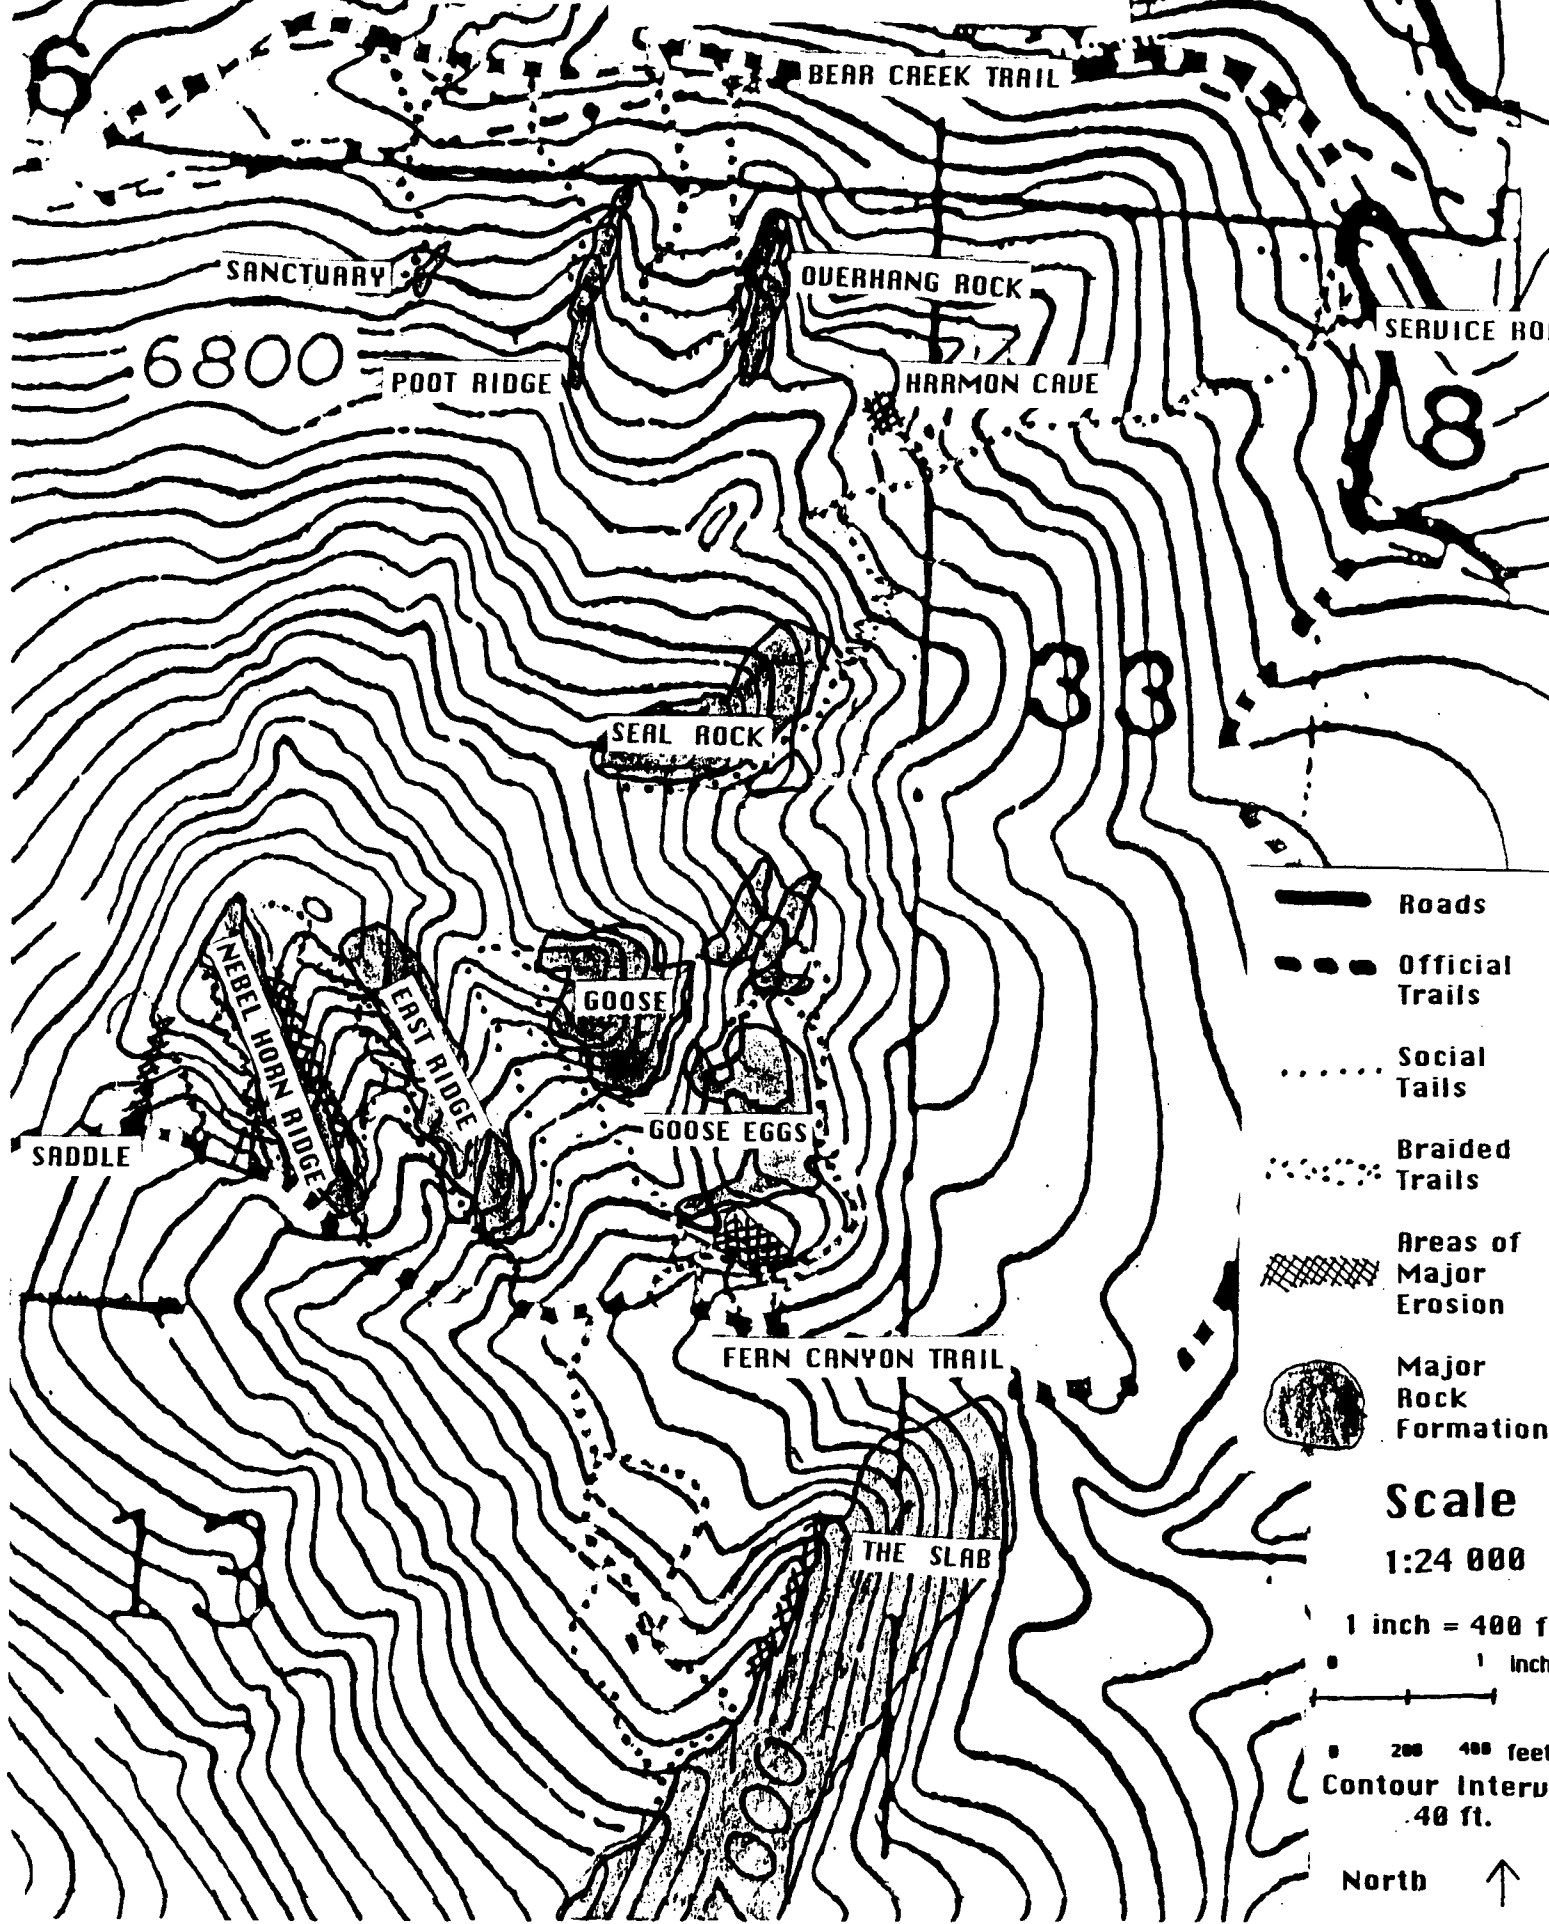 6
BEAR CREEK TRAIL
SANCTUARY
OVERHANG ROCK
SERVICE RO
6800
POOT RIDGE
HARMON CAVE
8
33
SEAL ROCK
Roads
NEBEL HORN RIDGE
EAST RIDGE
GOOSE
Official
Trails
Social
Tails
GOOSE EGGS
SADDLE
Braided
Trails
Areas of
Major
Erosion
FERN CANYON TRAIL
Major
Rock
Formation
Scale
THE SLAB
1:24 000
1 inch = 400 f
0 1 inch
0 200 400 feet
Contour Interv
40 ft.
North